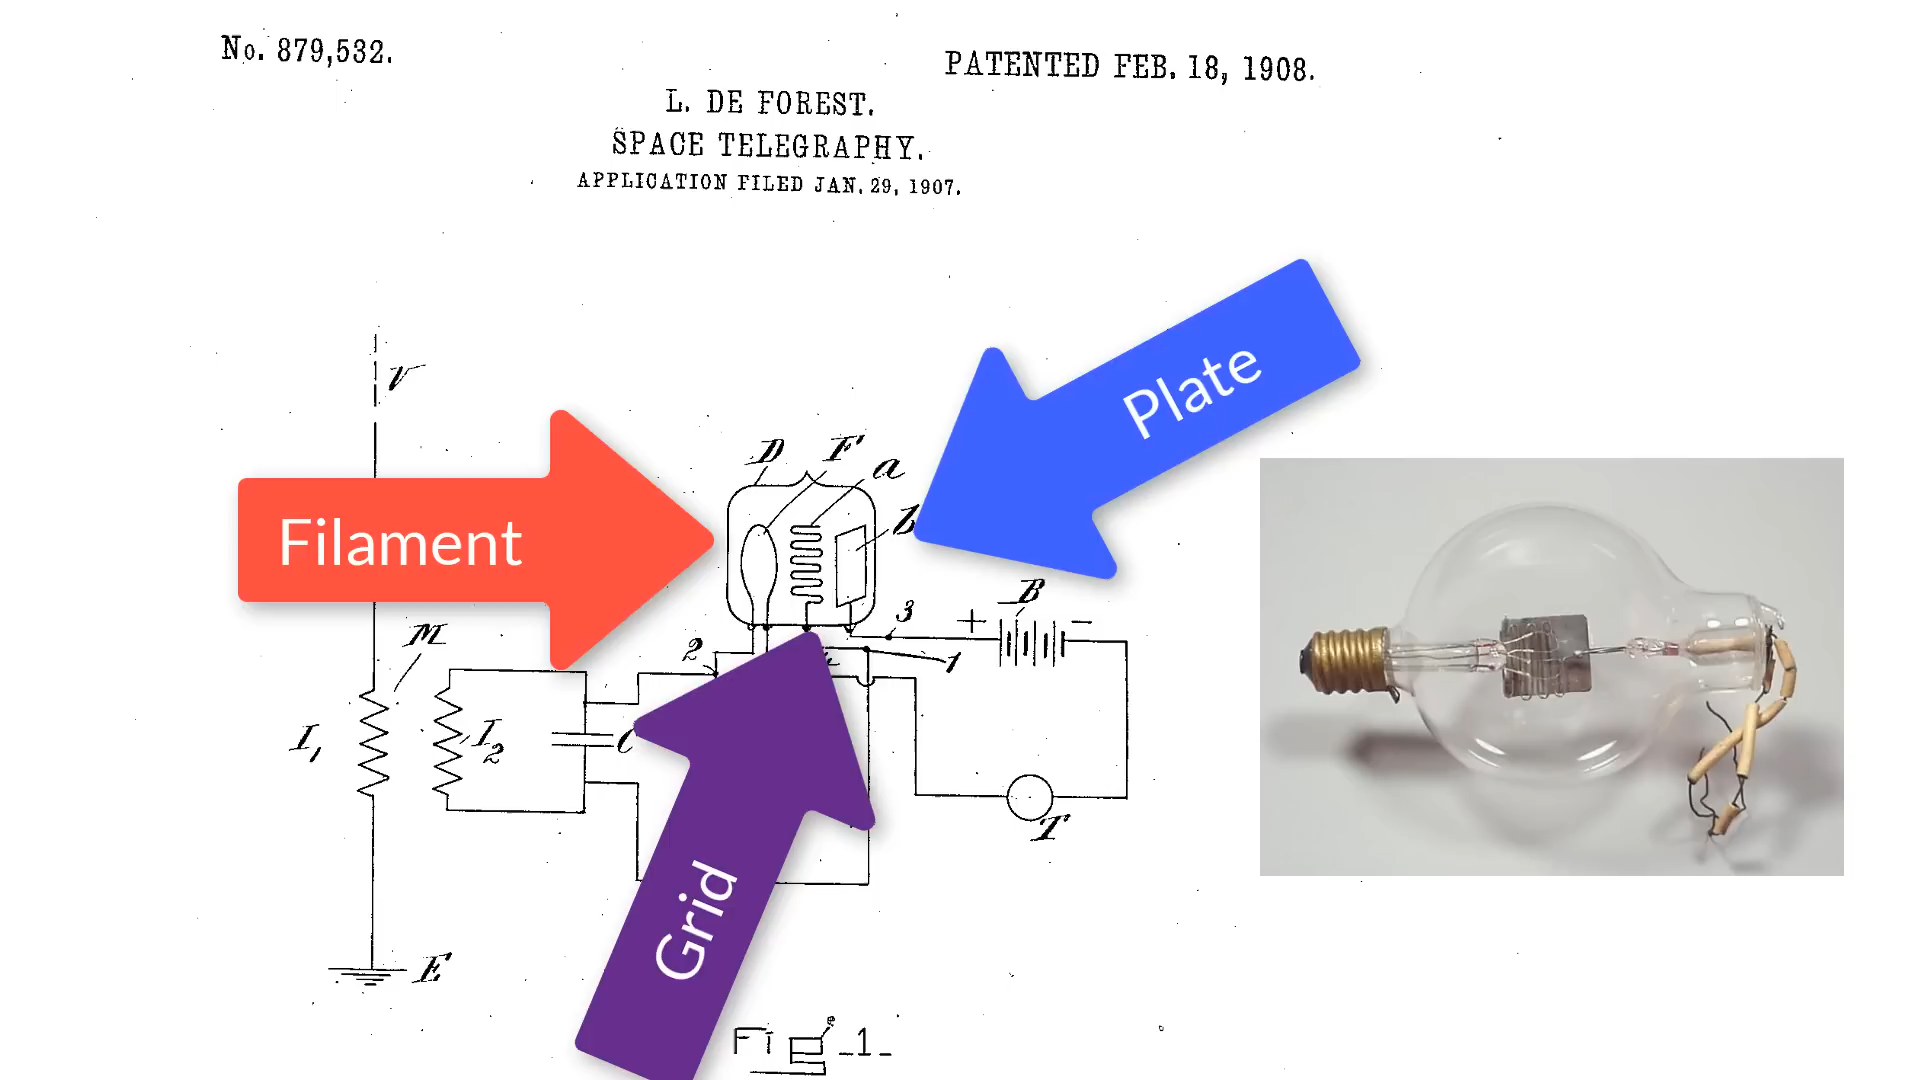 No. 879,532.
PATENTED FEB. 18, 1908.
L. DE FOREST.
SPACE TELEGRAPHY.
APPLICATION FILED JAN. 29, 1907.
Plate
V
D
F
a
b
Filament
B
3
+
-
M
2
1
I₁
I₂
C
T
Grid
E
Fig. 1-